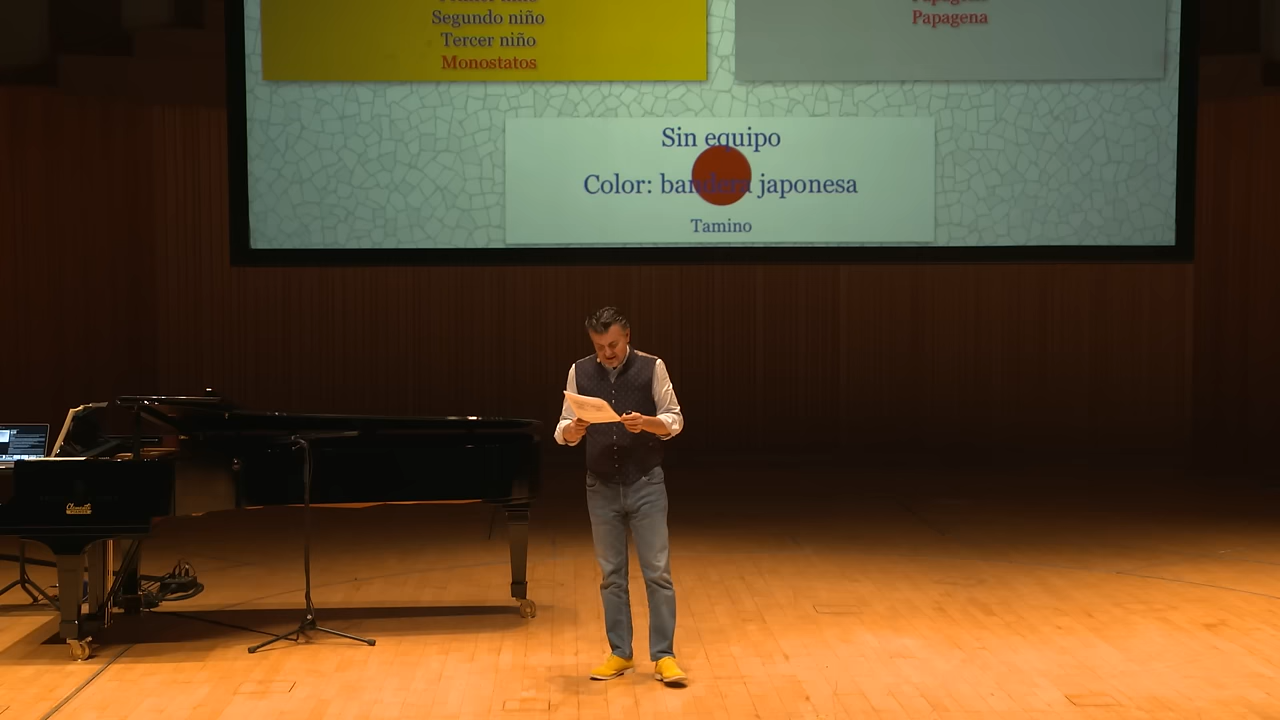 Segundo niño
Tercer niño
Monostatos
Papagena
Sin equipo
Color: bandera japonesa
Tamino